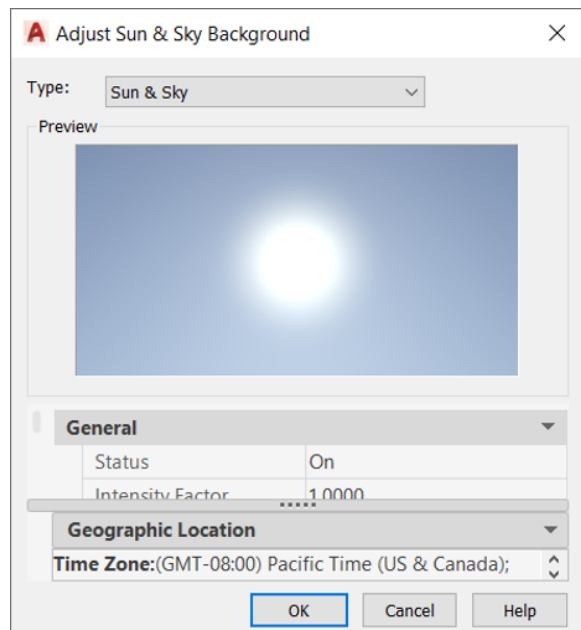 Adjust Sun & Sky Background
Type: Sun & Sky
Preview
General
Status On
Intensity Factor 1.0000
Geographic Location
Time Zone:(GMT-08:00) Pacific Time (US & Canada);
OK Cancel Help